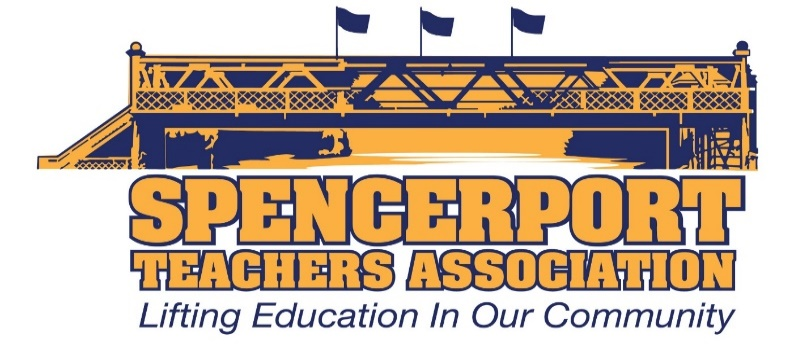 SPENCERPORT
TEACHERS ASSOCIATION
Lifting Education In Our Community